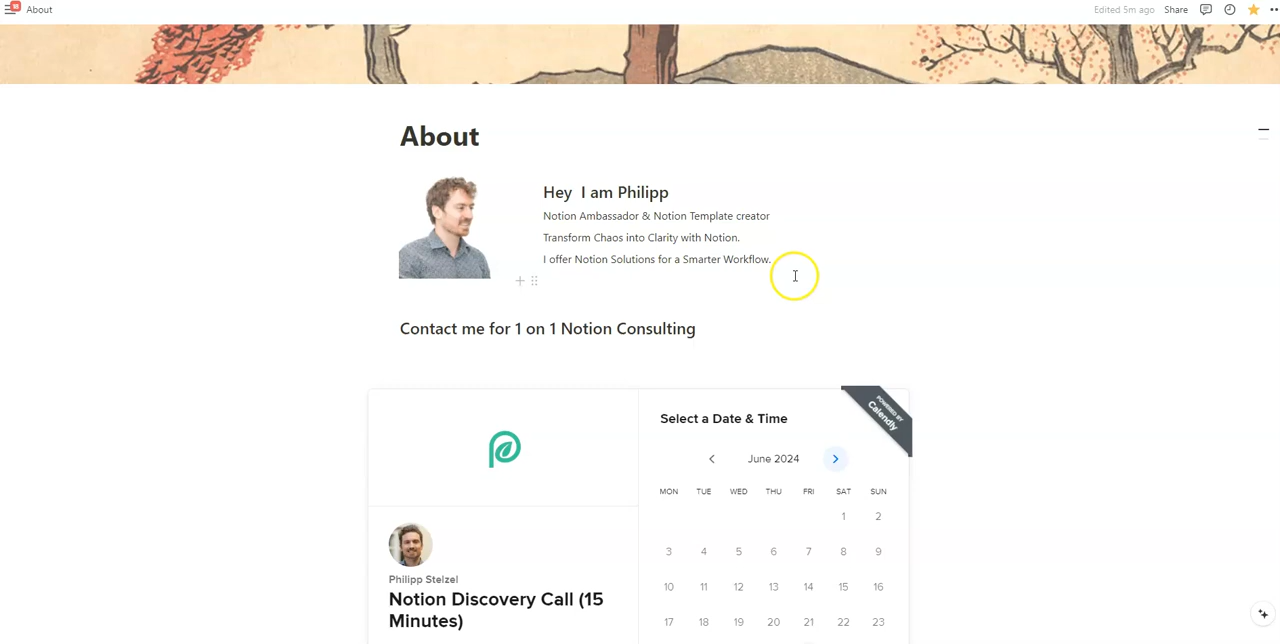 18
About
Edited 5m ago Share
About
Hey I am Philipp
Notion Ambassador & Notion Template creator
Transform Chaos into Clarity with Notion.
I offer Notion Solutions for a Smarter Workflow.
Contact me for 1 on 1 Notion Consulting
POWERED BY
Calendly
Select a Date & Time
June 2024
MON TUE WED THU FRI SAT SUN
1 2
3 4 5 6 7 8 9
10 11 12 13 14 15 16
17 18 19 20 21 22 23
Philipp Stelzel
Notion Discovery Call (15
Minutes)